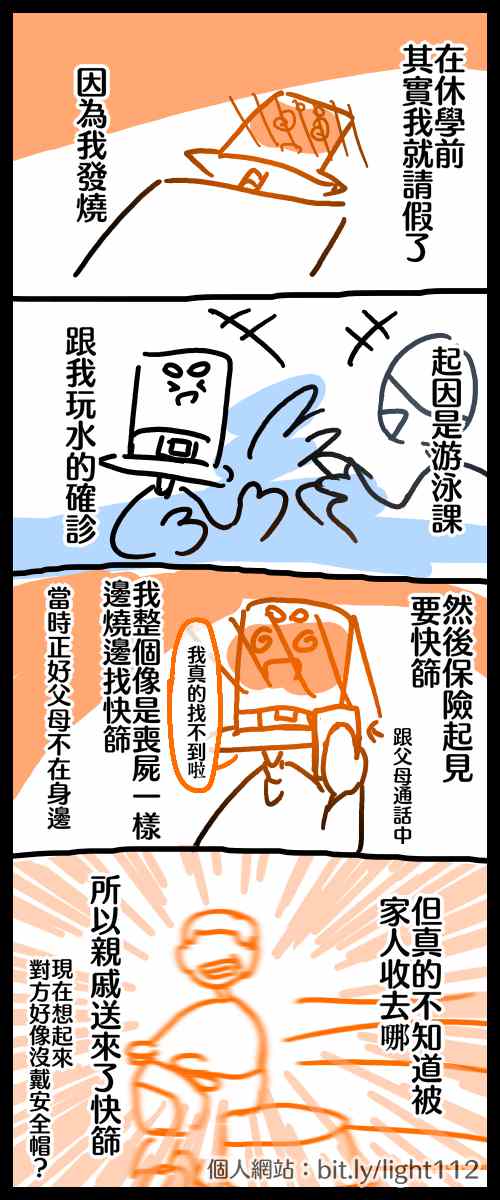 在休學前
其實我就請假了
因為我發燒
起因是游泳課
跟我玩水的確診
然後保險起見
要快篩
跟父母通話中
我真的找不到啦
我整個像是喪屍一樣
邊燒邊找快篩
當時正好父母不在身邊
但真的不知道被
家人收去哪
所以親戚送來了快篩
現在想起來
對方好像沒戴安全帽？
個人網站：bit.ly/light112